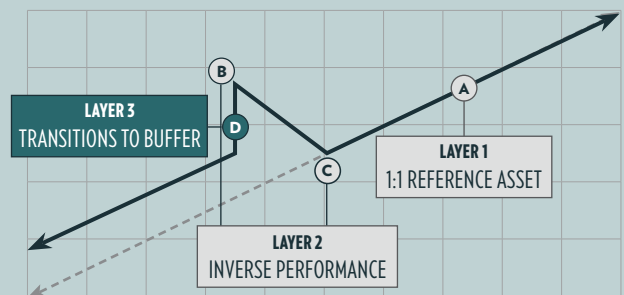 B
A
LAYER 3
TRANSITIONS TO BUFFER
D
LAYER 1
1:1 REFERENCE ASSET
C
LAYER 2
INVERSE PERFORMANCE